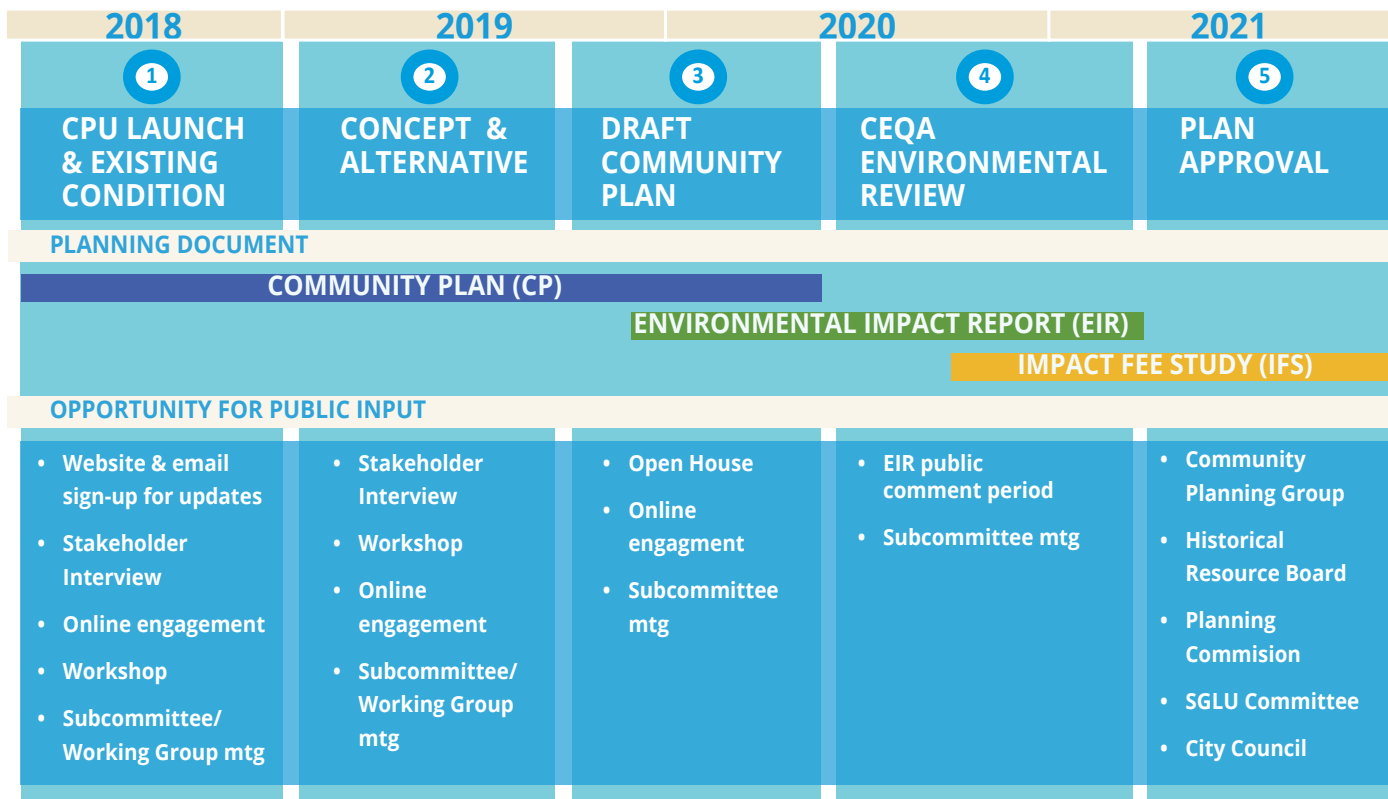 2018
2019
2020
2021
1
2
3
4
5
CPU LAUNCH
& EXISTING
CONDITION
CONCEPT &
ALTERNATIVE
DRAFT
COMMUNITY
PLAN
CEQA
ENVIRONMENTAL
REVIEW
PLAN
APPROVAL
PLANNING DOCUMENT
COMMUNITY PLAN (CP)
ENVIRONMENTAL IMPACT REPORT (EIR)
IMPACT FEE STUDY (IFS)
OPPORTUNITY FOR PUBLIC INPUT
• Website & email
sign-up for updates
• Stakeholder
Interview
• Online engagement
• Workshop
• Subcommittee/
Working Group mtg
• Stakeholder
Interview
• Workshop
• Online
engagement
• Subcommittee/
Working Group
mtg
• Open House
• Online
engagment
• Subcommittee
mtg
• EIR public
comment period
• Subcommittee mtg
• Community
Planning Group
• Historical
Resource Board
• Planning
Commision
• SGLU Committee
• City Council